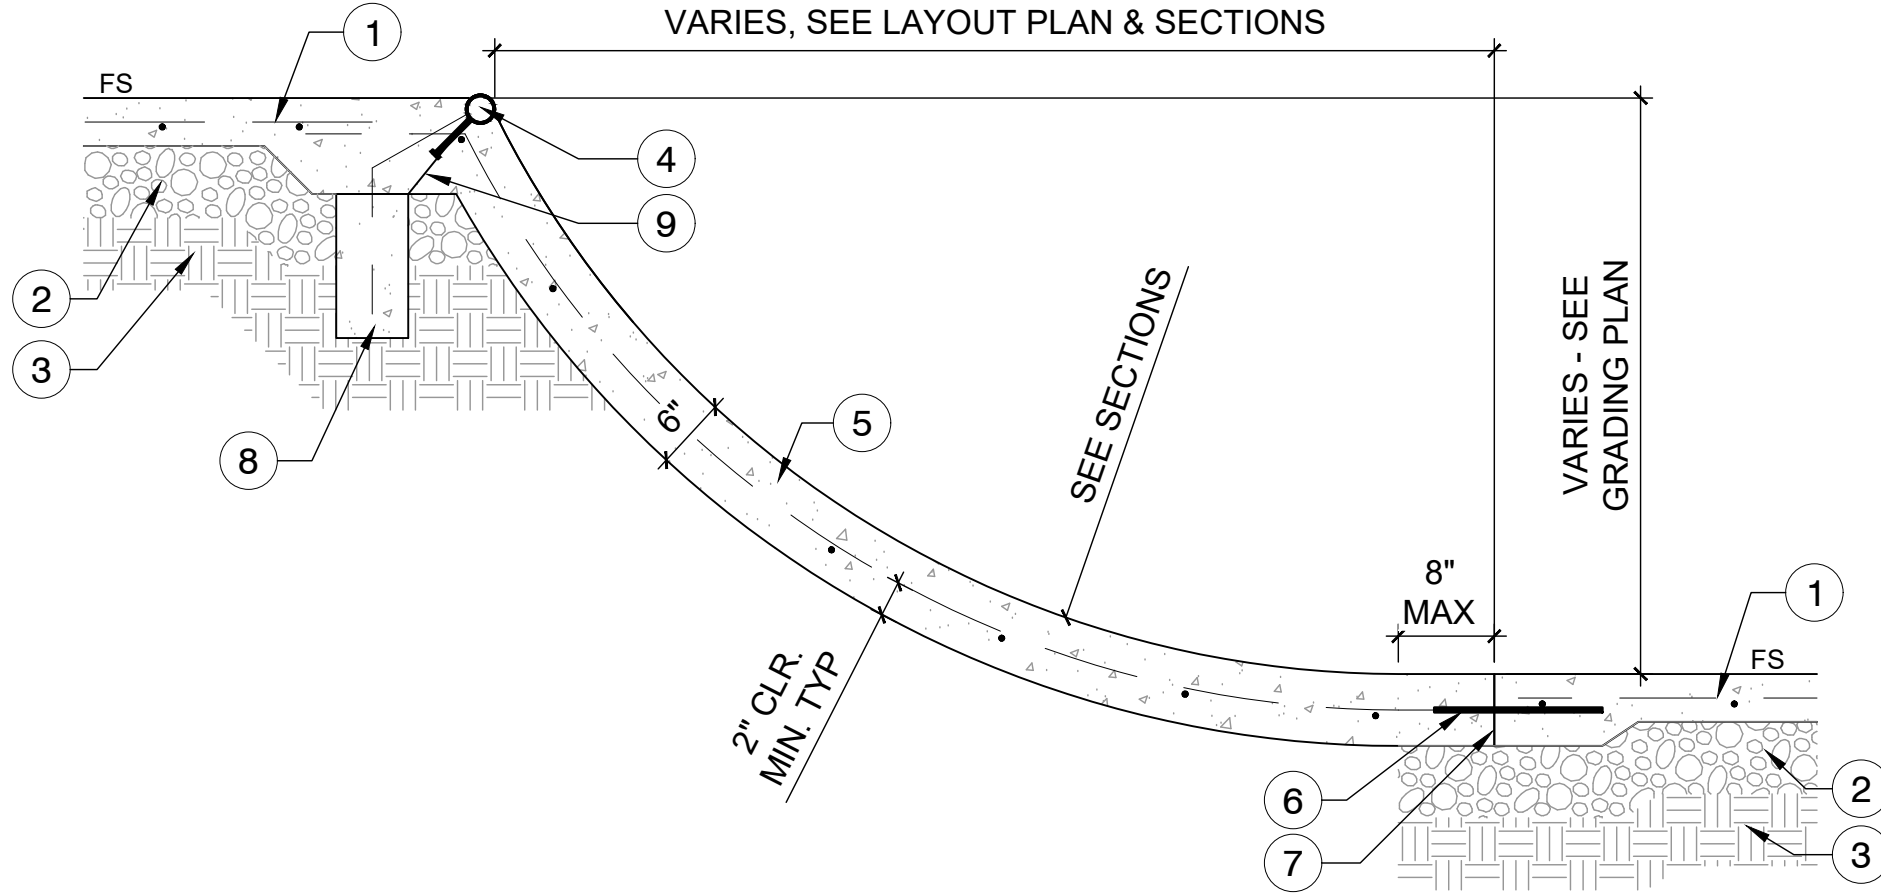 VARIES, SEE LAYOUT PLAN & SECTIONS
1
FS
4
9
2
3
8
6"
5
SEE SECTIONS
VARIES - SEE
GRADING PLAN
2" CLR.
MIN. TYP
8"
MAX
1
FS
6
7
2
3